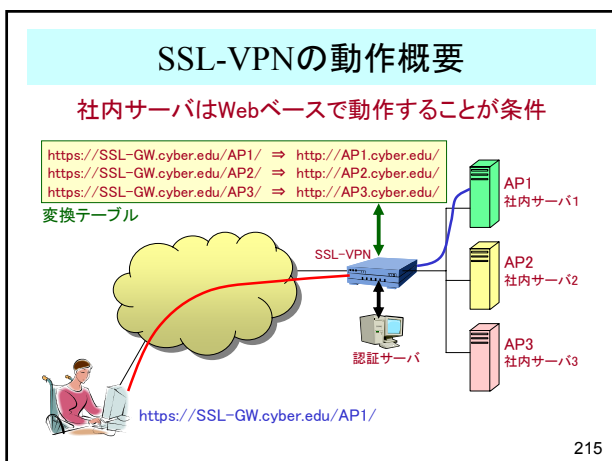 SSL-VPNの動作概要
社内サーバはWebベースで動作することが条件
https://SSL-GW.cyber.edu/AP1/ ⇒ http://AP1.cyber.edu/
https://SSL-GW.cyber.edu/AP2/ ⇒ http://AP2.cyber.edu/
https://SSL-GW.cyber.edu/AP3/ ⇒ http://AP3.cyber.edu/
変換テーブル
SSL-VPN
AP1
社内サーバ1
AP2
社内サーバ2
認証サーバ
AP3
社内サーバ3
https://SSL-GW.cyber.edu/AP1/
215